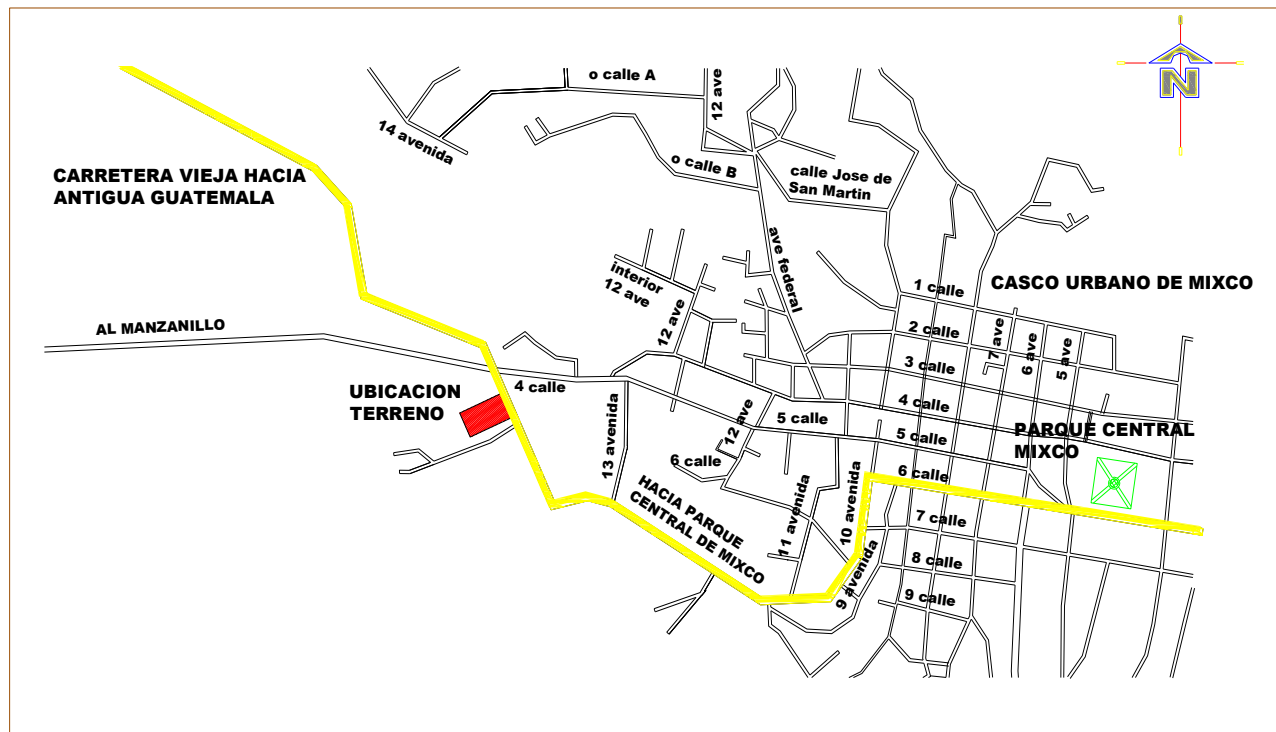 N
o calle A
12 ave
14 avenida
o calle B
calle Jose de
San Martin
CARRETERA VIEJA HACIA
ANTIGUA GUATEMALA
ave federal
interior
12 ave
1 calle
CASCO URBANO DE MIXCO
AL MANZANILLO
12 ave
2 calle
7 ave
6 ave
5 ave
3 calle
UBICACION
TERRENO
4 calle
4 calle
12 ave
5 calle
5 calle
PARQUE CENTRAL
MIXCO
13 avenida
6 calle
6 calle
HACIA PARQUE
CENTRAL DE MIXCO
11 avenida
10 avenida
7 calle
8 calle
9 avenida
9 calle